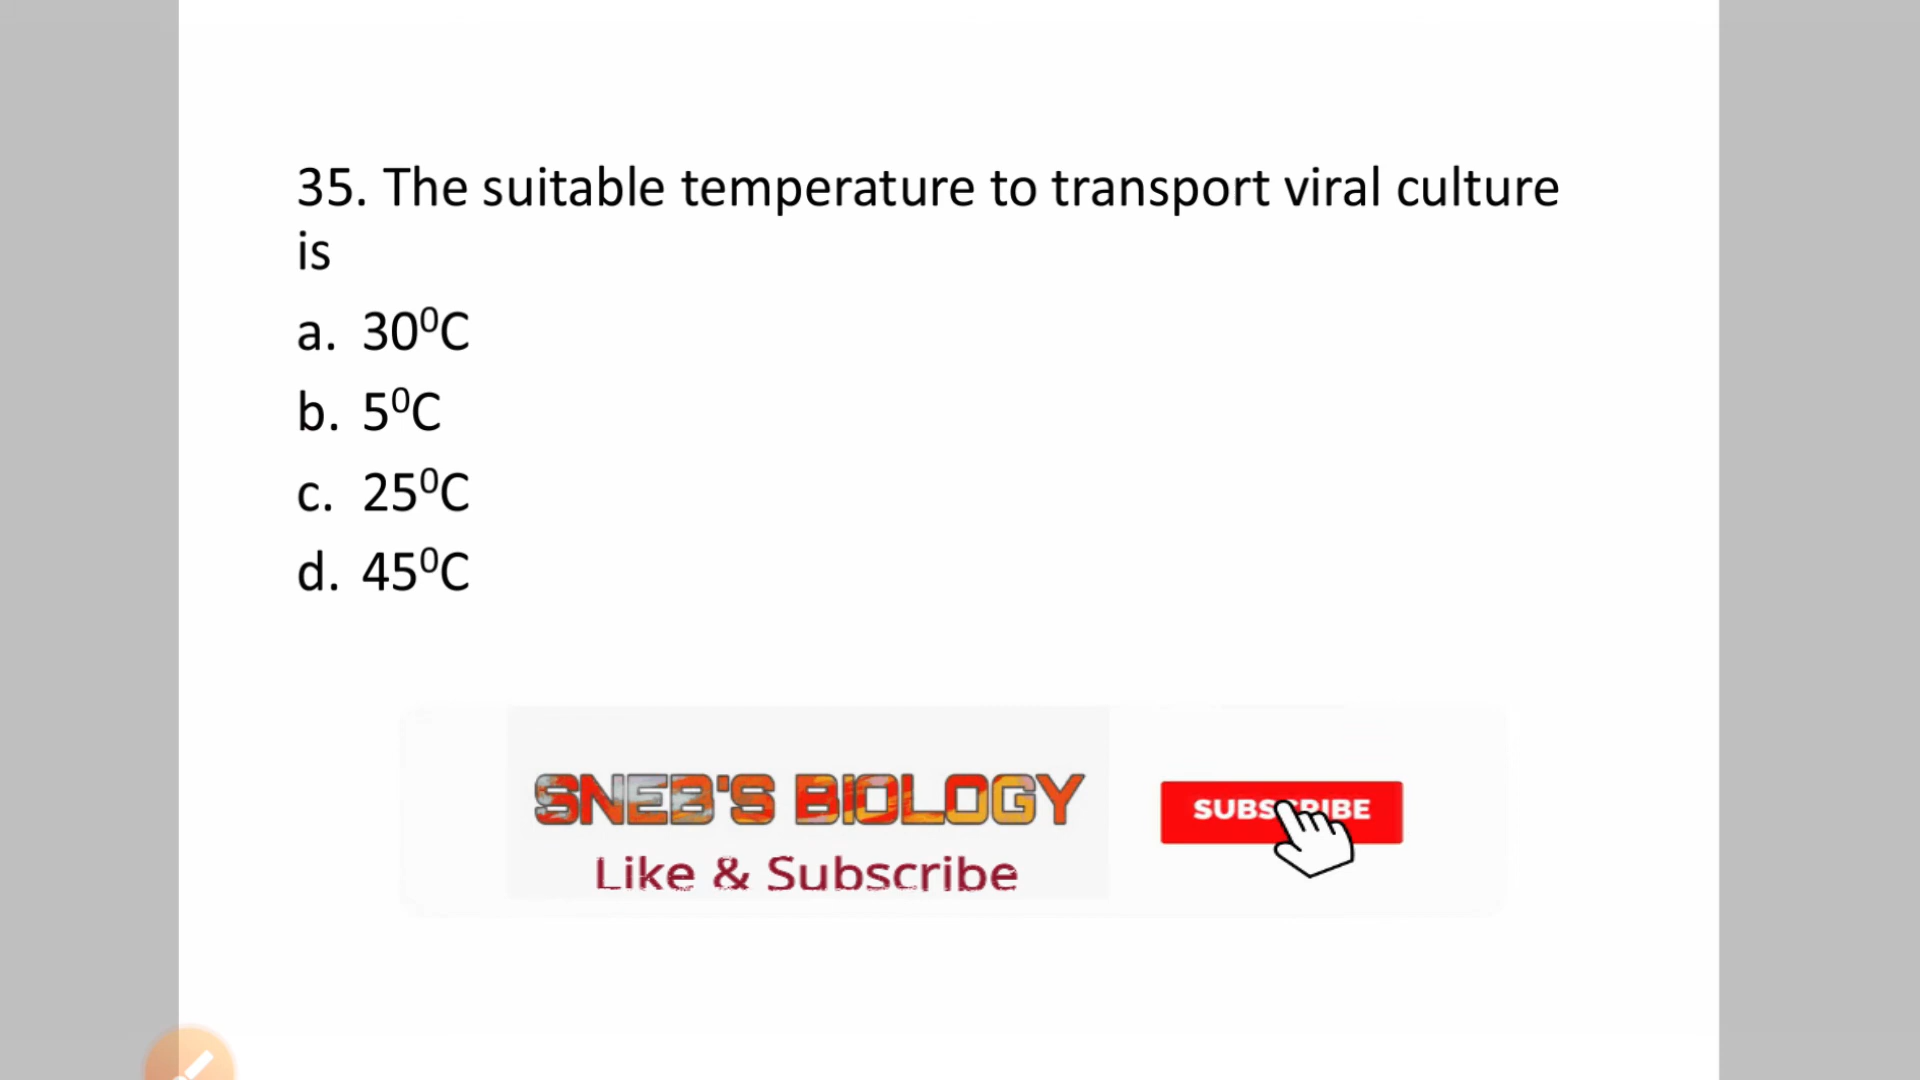 35. The suitable temperature to transport viral culture
is
a. 30⁰C
b. 5⁰C
c. 25⁰C
d. 45⁰C
SNEB'S BIOLOGY
Like & Subscribe
SUBSCRIBE